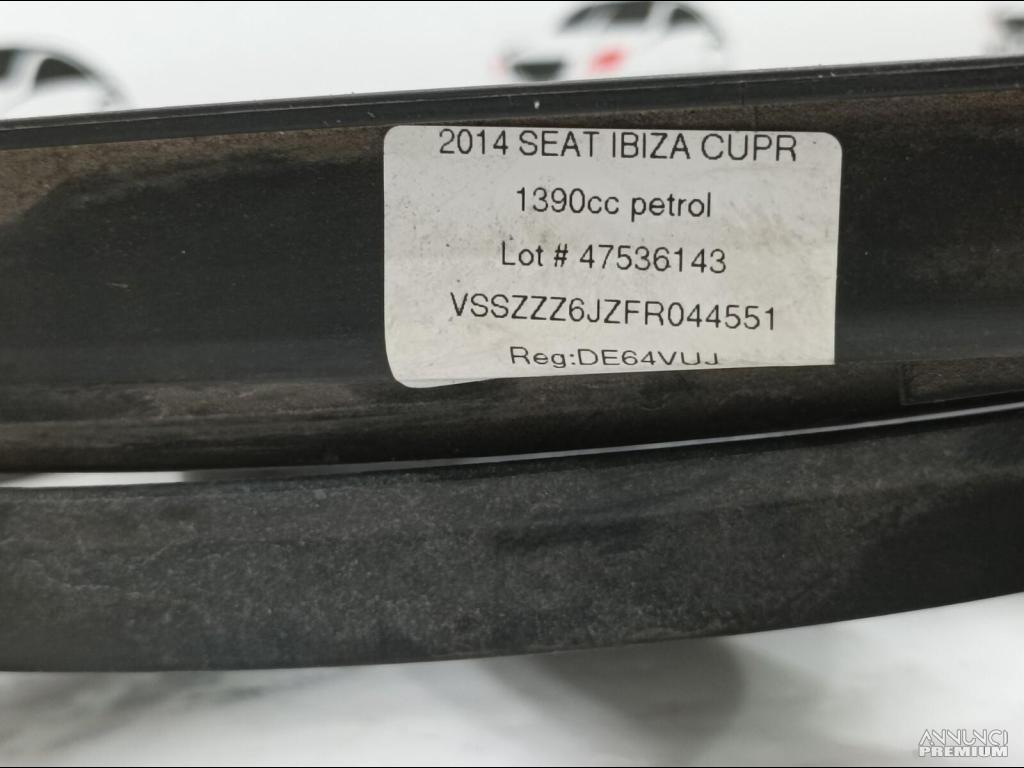 2014 SEAT IBIZA CUPR
1390cc petrol
Lot # 47536143
VSSZZZ6JZFR044551
Reg:DE64VUJ
ANNUNCI
PREMIUM